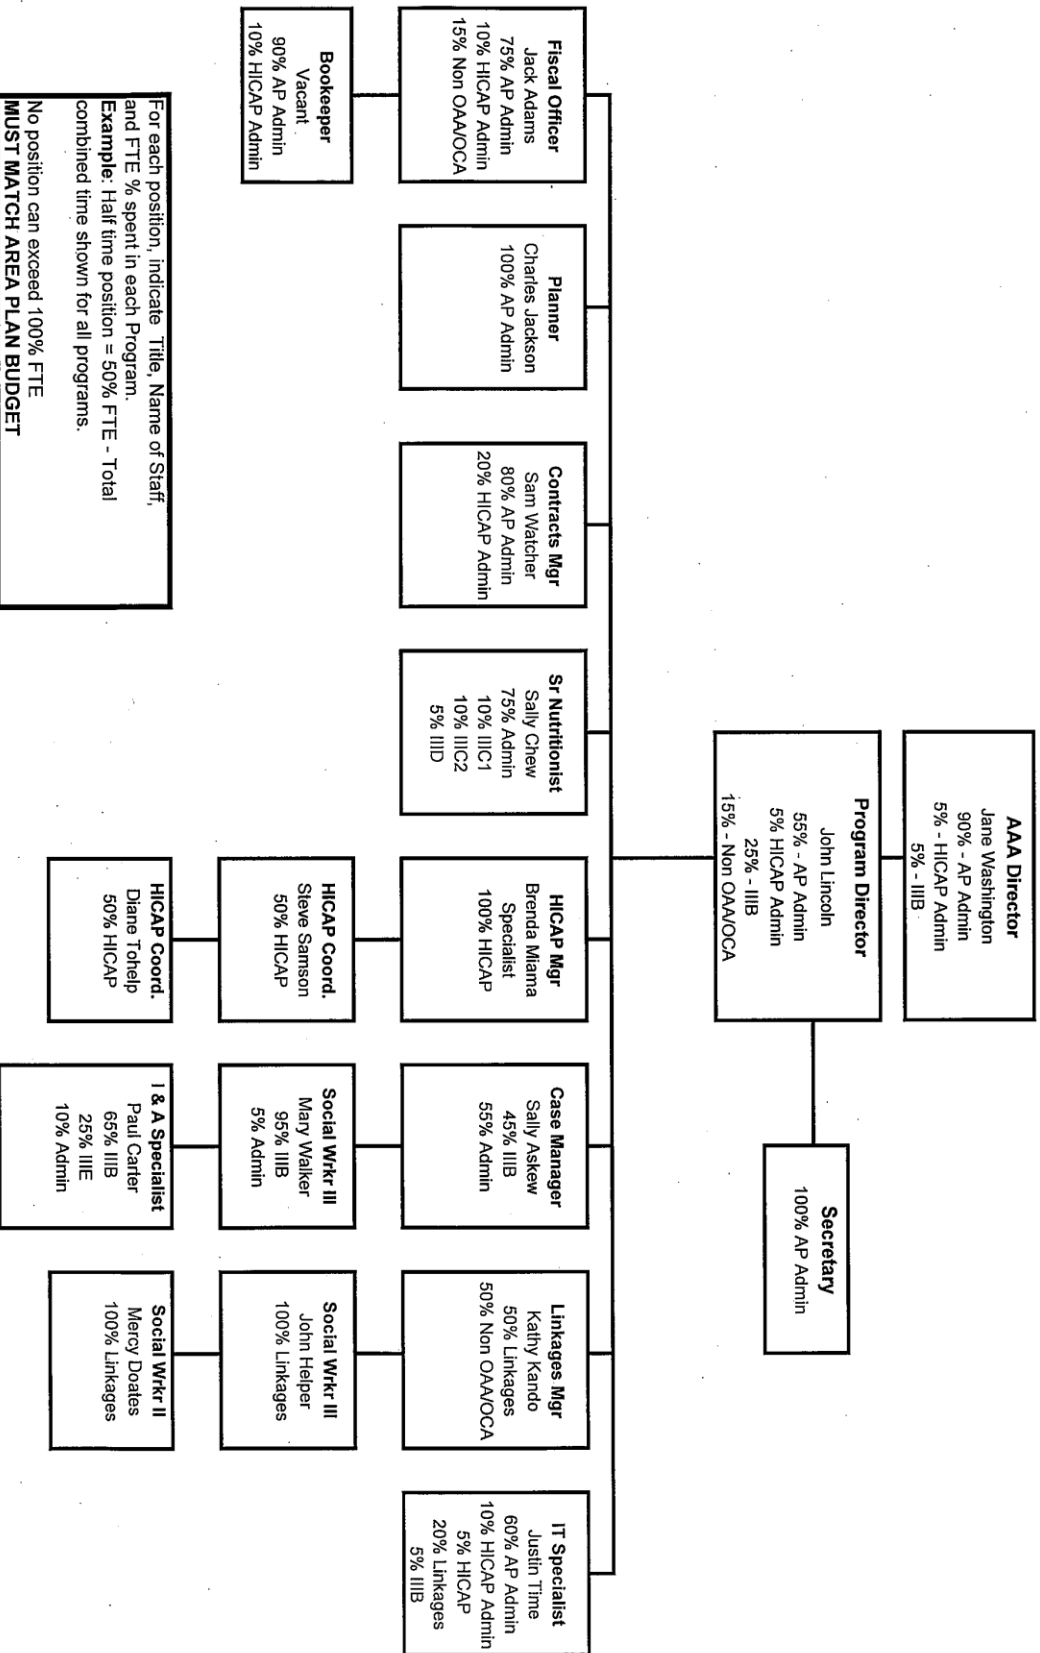 AAA Director
Jane Washington
90% - AP Admin
5% - HICAP Admin
5% - IIIB
Program Director
John Lincoln
55% - AP Admin
5% HICAP Admin
25% - IIIB
15% - Non OAA/OCA
Secretary
100% AP Admin
Fiscal Officer
Jack Adams
75% AP Admin
10% HICAP Admin
15% Non OAA/OCA
Planner
Charles Jackson
100% AP Admin
Contracts Mgr
Sam Watcher
80% AP Admin
20% HICAP Admin
Sr Nutritionist
Sally Chew
75% Admin
10% IIIC1
10% IIIC2
5% IIID
HICAP Mgr
Brenda Miama
Specialist
100% HICAP
Case Manager
Sally Askew
45% IIIB
55% Admin
Linkages Mgr
Kathy Kando
50% Linkages
50% Non OAA/OCA
IT Specialist
Justin Time
60% AP Admin
10% HICAP Admin
5% HICAP
20% Linkages
5% IIIB
Bookeeper
Vacant
90% AP Admin
10% HICAP Admin
HICAP Coord.
Steve Samson
50% HICAP
Social Wrkr III
Mary Walker
95% IIIB
5% Admin
Social Wrkr III
John Helper
100% Linkages
HICAP Coord.
Diane Tohelp
50% HICAP
I & A Specialist
Paul Carter
65% IIIB
25% IIIE
10% Admin
Social Wrkr II
Mercy Doates
100% Linkages
For each position, indicate Title, Name of Staff,
and FTE % spent in each Program.
Example: Half time position = 50% FTE - Total
combined time shown for all programs.
No position can exceed 100% FTE
MUST MATCH AREA PLAN BUDGET